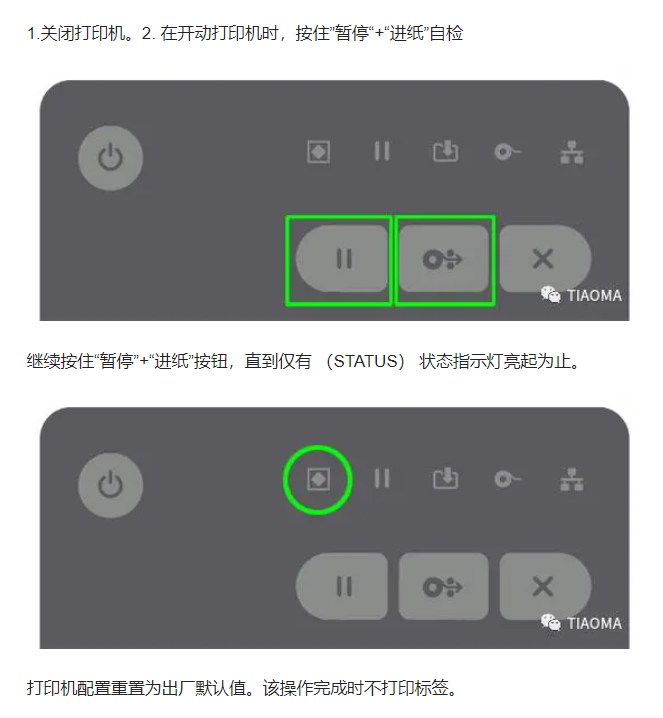 1.关闭打印机。2. 在开动打印机时，按住”暂停“+“进纸”自检
TIAOMA
继续按住“暂停”+“进纸”按钮，直到仅有 （STATUS） 状态指示灯亮起为止。
TIAOMA
打印机配置重置为出厂默认值。该操作完成时不打印标签。